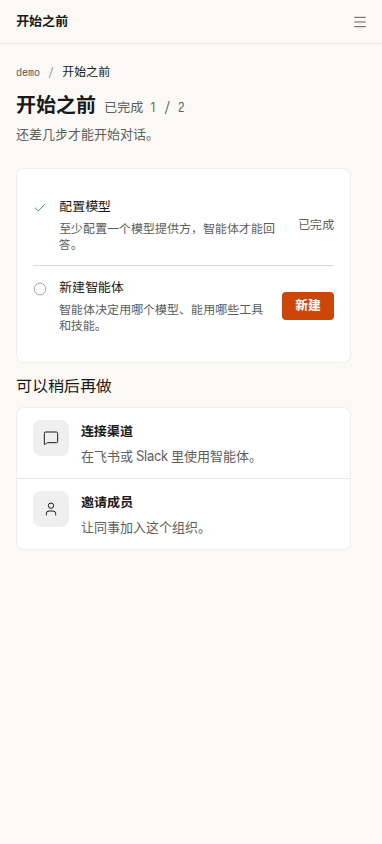 开始之前
demo / 开始之前
开始之前 已完成 1 / 2
还差几步才能开始对话。
配置模型
至少配置一个模型提供方，智能体才能回
答。
已完成
新建智能体
智能体决定用哪个模型、能用哪些工具
和技能。
新建
可以稍后再做
连接渠道
在飞书或 Slack 里使用智能体。
邀请成员
让同事加入这个组织。